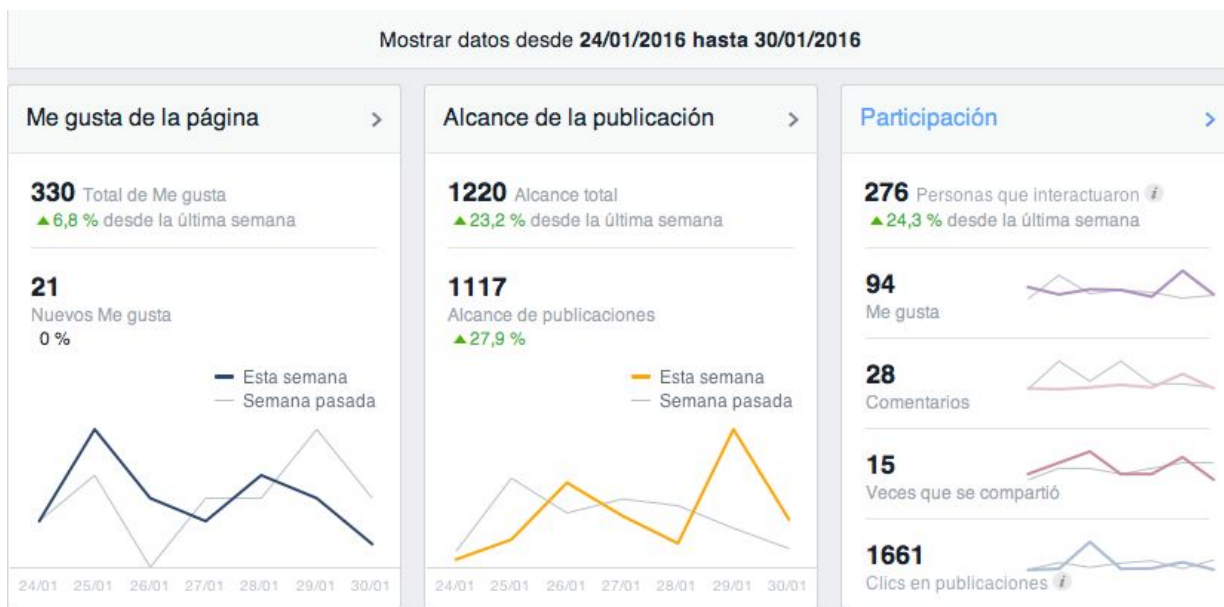 Mostrar datos desde 24/01/2016 hasta 30/01/2016
Me gusta de la página
330 Total de Me gusta
6,8 % desde la última semana
21
Nuevos Me gusta
0 %
Esta semana
Semana pasada
24/01 25/01 26/01 27/01 28/01 29/01 30/01
Alcance de la publicación
1220 Alcance total
23,2 % desde la última semana
1117
Alcance de publicaciones
27,9 %
Esta semana
Semana pasada
24/01 25/01 26/01 27/01 28/01 29/01 30/01
Participación
276 Personas que interactuaron i
24,3 % desde la última semana
94
Me gusta
28
Comentarios
15
Veces que se compartió
1661
Clics en publicaciones i